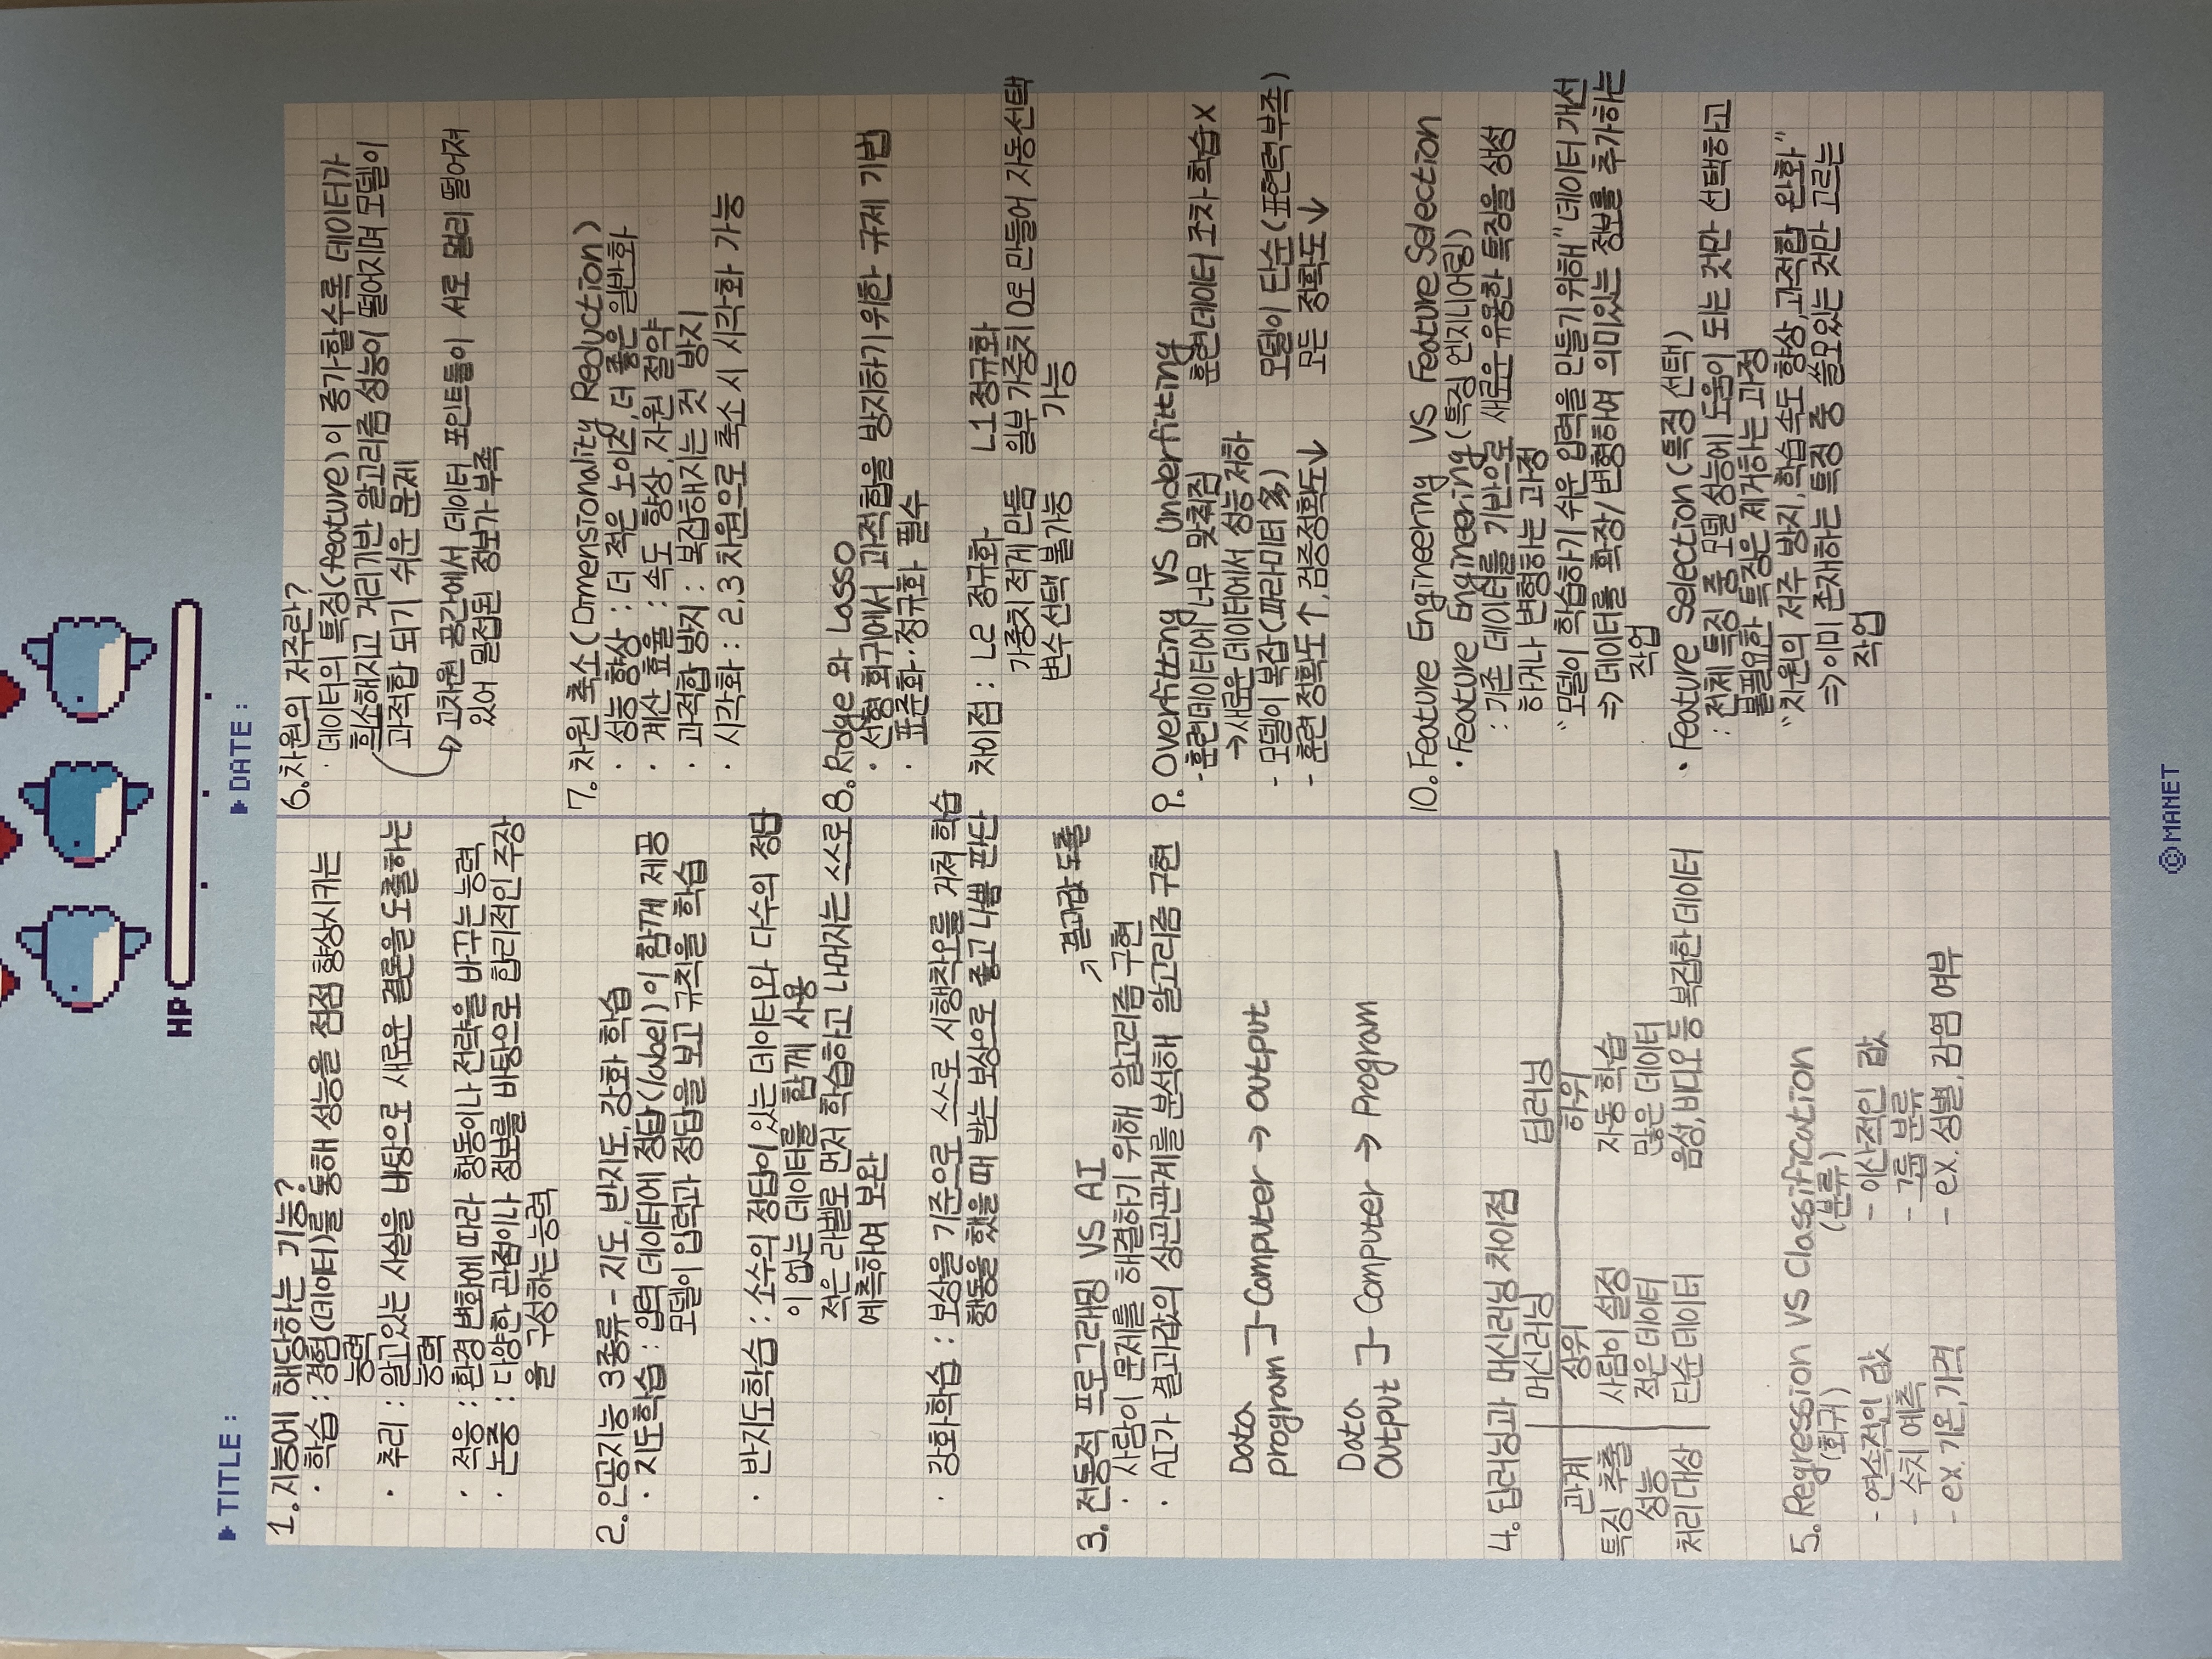 HP
TITLE :
DATE :
1. 지능에 해당하는 기능?
· 학습 : 경험(데이터)를 통해 성능을 점점 향상시키는
능력
· 추리 : 알고있는 사실을 바탕으로 새로운 결론을 도출하는
능력
· 적응 : 환경 변화에 따라 행동이나 전략을 바꾸는 능력
· 논증 : 다양한 관점이나 정보를 바탕으로 합리적인 주장
을 구성하는 능력
2. 인공지능 3종류 - 지도, 반지도, 강화 학습
· 지도학습 : 입력 데이터에 정답(label)이 함께 제공
모델이 입력과 정답을 보고 규칙을 학습
· 반지도학습 : 소수의 정답이 있는 데이터와 다수의 정답
이 없는 데이터를 함께 사용
적은 라벨로 먼저 학습하고 나머지는 스스로
예측하여 보완
· 강화학습 : 보상을 기준으로 스스로 시행착오를 거쳐 학습
행동을 했을 때 받는 보상으로 좋고 나쁨 판단
3. 전통적 프로그래밍 VS AI
↗ 결과값 도출
· 사람이 문제를 해결하기 위해 알고리즘 구현
· AI가 결과값의 상관관계를 분석해 알고리즘 구현
Data
program ]- Computer → Output
Data
Output ]- Computer → Program
4. 딥러닝과 머신러닝 차이점
머신러닝 딥러닝
관계 상위 하위
특징 추출 사람이 설정 자동 학습
성능 적은 데이터 많은 데이터
처리 대상 단순 데이터 음성, 비디오 등 복잡한 데이터
5. Regression VS Classification
(회귀) (분류)
- 연속적인 값 - 이산적인 값
- 수치 예측 - 그룹 분류
- ex. 기온, 가격 - ex. 성별, 감염 여부
6. 차원의 저주란?
· 데이터의 특징(feature)이 증가할수록 데이터가
희소해지고 거리기반 알고리즘 성능이 떨어지며 모델이
과적합 되기 쉬운 문제
→ 고차원 공간에서 데이터 포인트들이 서로 멀리 떨어져
있어 밀접된 정보가 부족
7. 차원 축소(Dimensionality Reduction)
· 성능 향상 : 더 적은 노이즈, 더 좋은 일반화
· 계산 효율 : 속도 향상, 자원 절약
· 과적합 방지 : 복잡해지는 것 방지
· 시각화 : 2,3 차원으로 축소 시 시각화 가능
8. Ridge 와 Lasso
· 선형 회귀에서 과적합을 방지하기 위한 규제 기법
· 표준화·정규화 필수
차이점 : L2 정규화 L1 정규화
가중치 적게 만듬 일부 가중치 0로 만들어 자동선택
변수 선택 불가능 가능
9. Overfitting VS Underfitting
- 훈련데이터에 너무 맞춰짐 훈련데이터 조차 학습 X
→ 새로운 데이터에서 성능 저하
- 모델이 복잡(파라미터 多) 모델이 단순(표현력 부족)
- 훈련 정확도 ↑, 검증정확도 ↓ 모든 정확도 ↓
10. Feature Engineering VS Feature Selection
· Feature Engineering (특징 엔지니어링)
: 기존 데이터를 기반으로 새로운 유용한 특징을 생성
하거나 변형하는 과정
"모델이 학습하기 쉬운 입력을 만들기 위해" 데이터 개선
⇒ 데이터를 확장/변형하여 의미있는 정보를 추가하는
작업
· Feature Selection (특징 선택)
: 전체 특징 중 모델 성능에 도움이 되는 것만 선택하고
불필요한 특징은 제거하는 과정
"차원의 저주 방지, 학습 속도 향상, 과적합 완화"
⇒ 이미 존재하는 특징 중 쓸모있는 것만 고르는
작업
© MANET